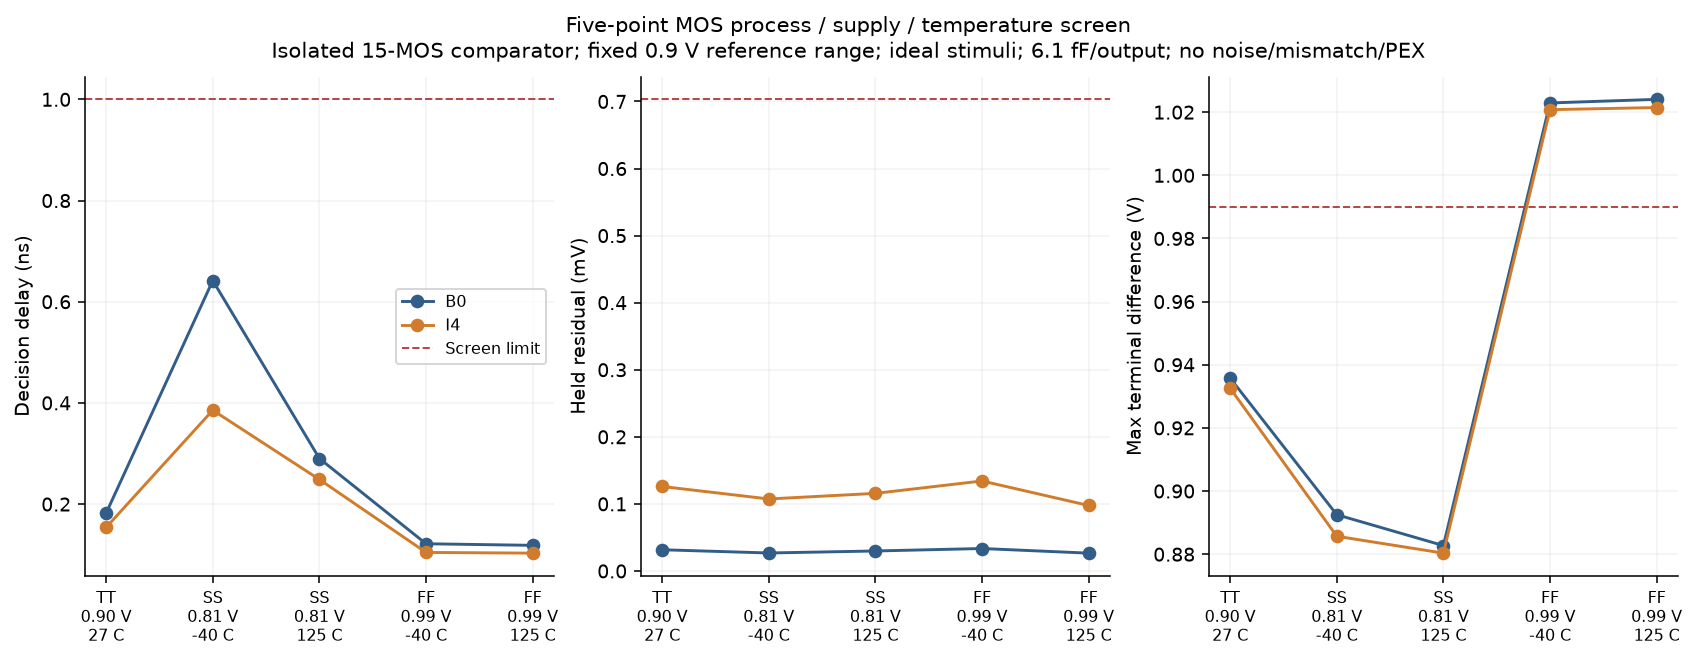 Five-point MOS process / supply / temperature screen
Isolated 15-MOS comparator; fixed 0.9 V reference range; ideal stimuli; 6.1 fF/output; no noise/mismatch/PEX
Decision delay (ns)
1.0
0.8
0.6
0.4
0.2
B0
I4
Screen limit
TT
0.90 V
27 C
SS
0.81 V
-40 C
SS
0.81 V
125 C
FF
0.99 V
-40 C
FF
0.99 V
125 C
Held residual (mV)
0.7
0.6
0.5
0.4
0.3
0.2
0.1
0.0
TT
0.90 V
27 C
SS
0.81 V
-40 C
SS
0.81 V
125 C
FF
0.99 V
-40 C
FF
0.99 V
125 C
Max terminal difference (V)
1.02
1.00
0.98
0.96
0.94
0.92
0.90
0.88
TT
0.90 V
27 C
SS
0.81 V
-40 C
SS
0.81 V
125 C
FF
0.99 V
-40 C
FF
0.99 V
125 C